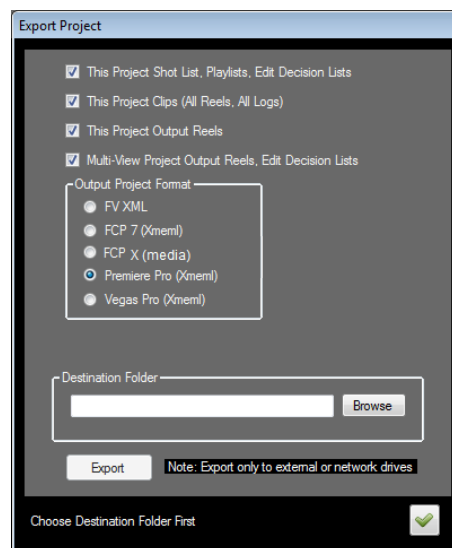 Export Project
This Project Shot List, Playlists, Edit Decision Lists
This Project Clips (All Reels, All Logs)
This Project Output Reels
Multi-View Project Output Reels, Edit Decision Lists
Output Project Format
FV XML
FCP 7 (Xmeml)
FCP X (media)
Premiere Pro (Xmeml)
Vegas Pro (Xmeml)
Destination Folder
Browse
Export Note: Export only to external or network drives
Choose Destination Folder First